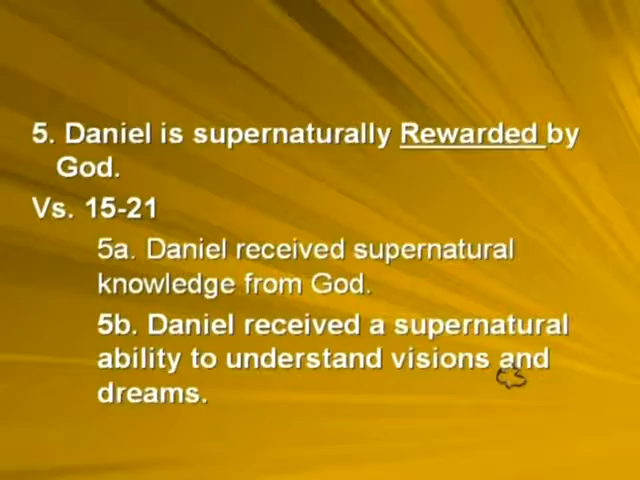 5. Daniel is supernaturally Rewarded by
God.
Vs. 15-21
5a. Daniel received supernatural
knowledge from God.
5b. Daniel received a supernatural
ability to understand visions and
dreams.